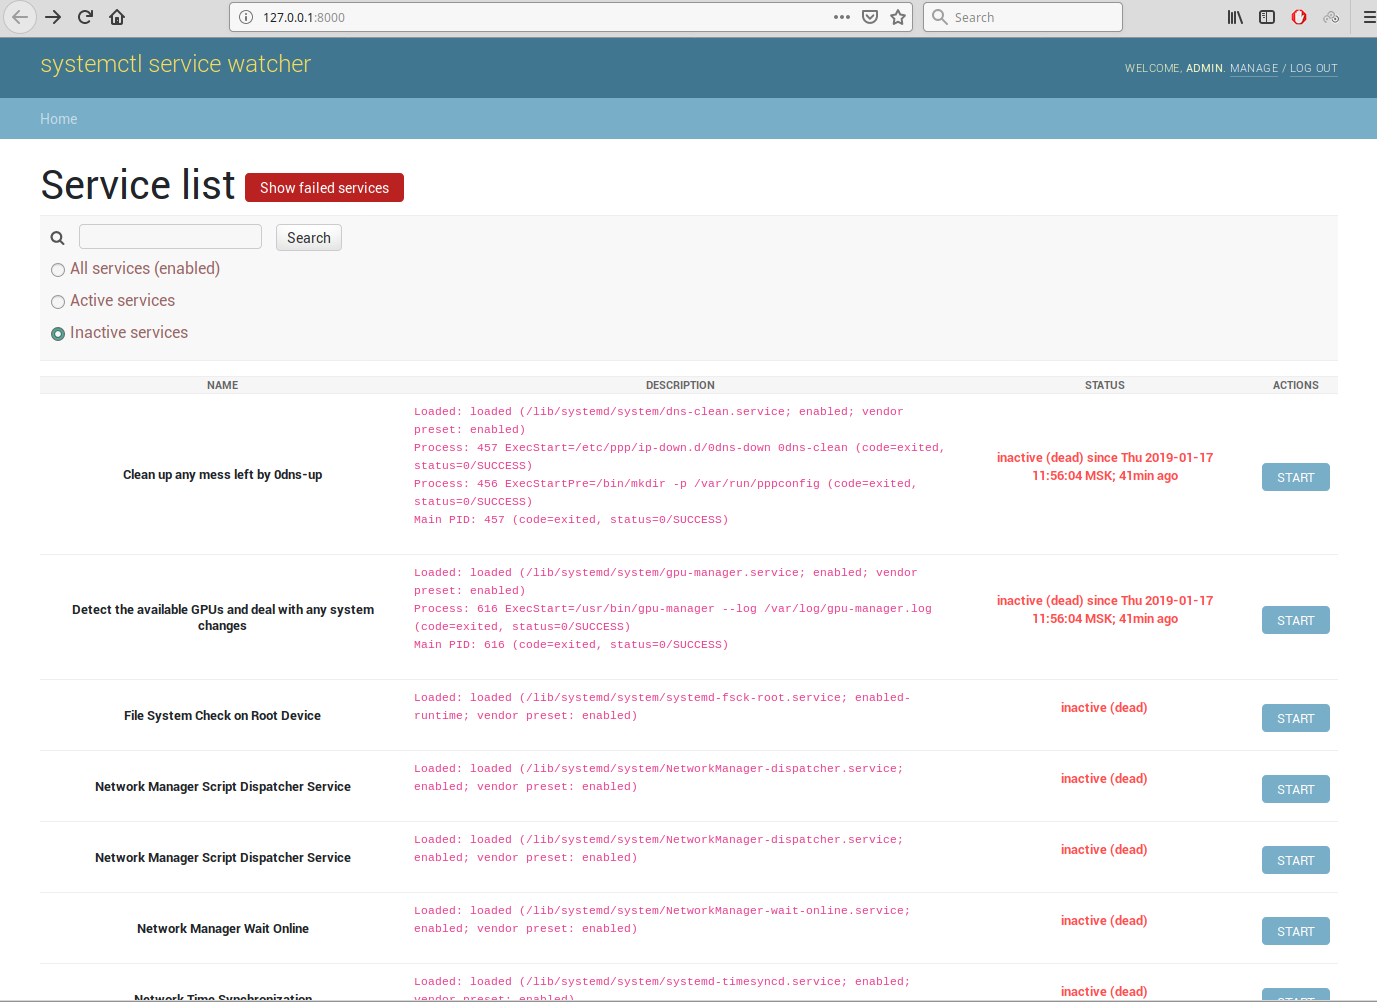 127.0.0.1:8000
Search
systemctl service watcher
WELCOME, ADMIN. MANAGE / LOG OUT
Home
Service list
Show failed services
Search
All services (enabled)
Active services
Inactive services
NAME DESCRIPTION STATUS ACTIONS
Clean up any mess left by 0dns-up
Loaded: loaded (/lib/systemd/system/dns-clean.service; enabled; vendor
preset: enabled)
Process: 457 ExecStart=/etc/ppp/ip-down.d/0dns-down 0dns-clean (code=exited,
status=0/SUCCESS)
Process: 456 ExecStartPre=/bin/mkdir -p /var/run/pppconfig (code=exited,
status=0/SUCCESS)
Main PID: 457 (code=exited, status=0/SUCCESS)
inactive (dead) since Thu 2019-01-17
11:56:04 MSK; 41min ago
START
Detect the available GPUs and deal with any system
changes
Loaded: loaded (/lib/systemd/system/gpu-manager.service; enabled; vendor
preset: enabled)
Process: 616 ExecStart=/usr/bin/gpu-manager --log /var/log/gpu-manager.log
(code=exited, status=0/SUCCESS)
Main PID: 616 (code=exited, status=0/SUCCESS)
inactive (dead) since Thu 2019-01-17
11:56:04 MSK; 41min ago
START
File System Check on Root Device
Loaded: loaded (/lib/systemd/system/systemd-fsck-root.service; enabled-
runtime; vendor preset: enabled)
inactive (dead)
START
Network Manager Script Dispatcher Service
Loaded: loaded (/lib/systemd/system/NetworkManager-dispatcher.service;
enabled; vendor preset: enabled)
inactive (dead)
START
Network Manager Script Dispatcher Service
Loaded: loaded (/lib/systemd/system/NetworkManager-dispatcher.service;
enabled; vendor preset: enabled)
inactive (dead)
START
Network Manager Wait Online
Loaded: loaded (/lib/systemd/system/NetworkManager-wait-online.service;
enabled; vendor preset: enabled)
inactive (dead)
START
Network Time Synchronization
Loaded: loaded (/lib/systemd/system/systemd-timesyncd.service; enabled;
vendor preset: enabled)
inactive (dead)
START